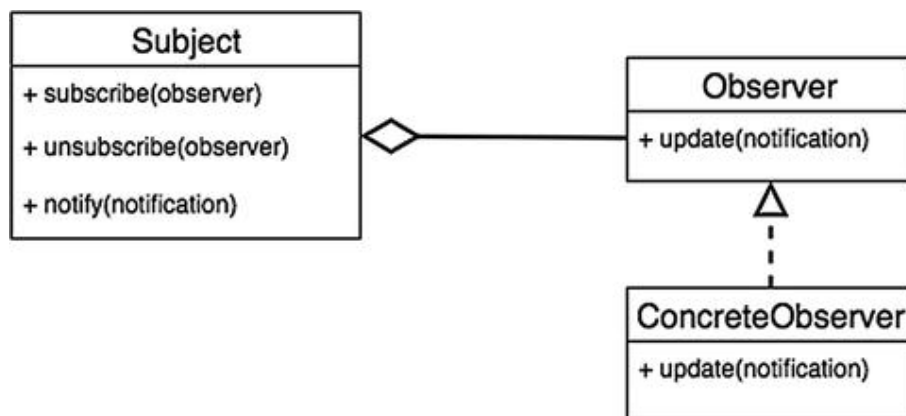 Subject
+ subscribe(observer)
+ unsubscribe(observer)
+ notify(notification)
Observer
+ update(notification)
ConcreteObserver
+ update(notification)